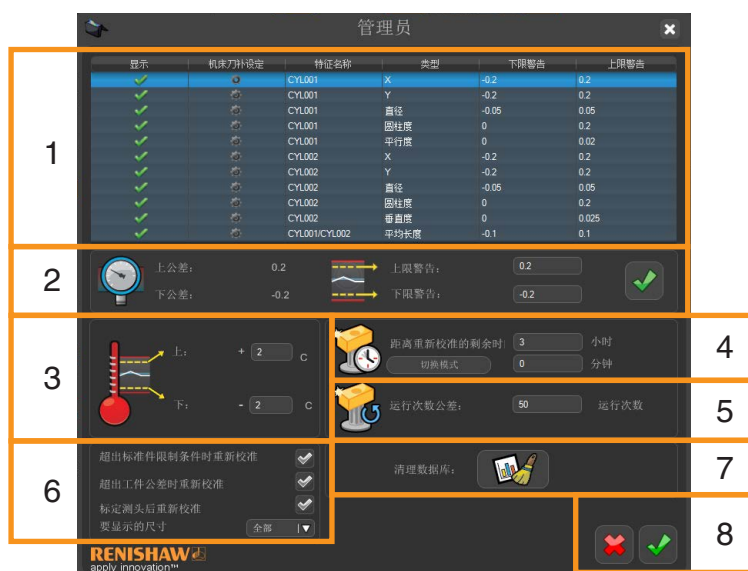 管理员
1
显示 机床刀补设定 特征名称 类型 下限警告 上限警告
CYL001 X -0.2 0.2
CYL001 Y -0.2 0.2
CYL001 直径 -0.05 0.05
CYL001 圆柱度 0 0.2
CYL001 平行度 0 0.02
CYL002 X -0.2 0.2
CYL002 Y -0.2 0.2
CYL002 直径 -0.05 0.05
CYL002 圆柱度 0 0.2
CYL002 垂直度 0 0.025
CYL001/CYL002 平均长度 -0.1 0.1
2
上公差: 0.2 上限警告: 0.2
下公差: -0.2 下限警告: -0.2
3
上: + 2 C
下: - 2 C
距离重新校准的剩余时 3 小时
切换模式 0 分钟
4
运行次数公差: 50 运行次数
5
6
超出标准件限制条件时重新校准
超出工件公差时重新校准
标定测头后重新校准
要显示的尺寸 全部
清理数据库:
7
8
RENISHAW
apply innovation™